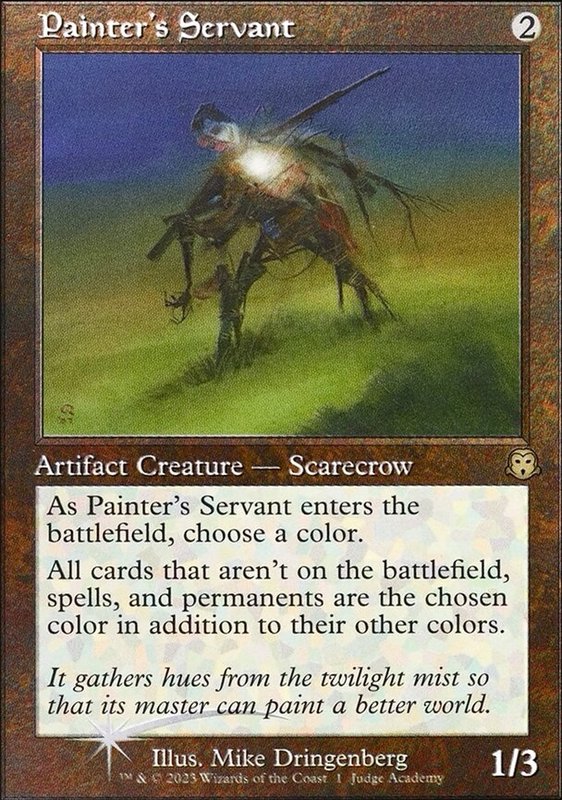 Painter's Servant 2
Artifact Creature — Scarecrow
As Painter's Servant enters the
battlefield, choose a color.
All cards that aren't on the battlefield,
spells, and permanents are the chosen
color in addition to their other colors.
It gathers hues from the twilight mist so
that its master can paint a better world.
Illus. Mike Dringenberg
™ & © 2023 Wizards of the Coast 1 Judge Academy
1/3